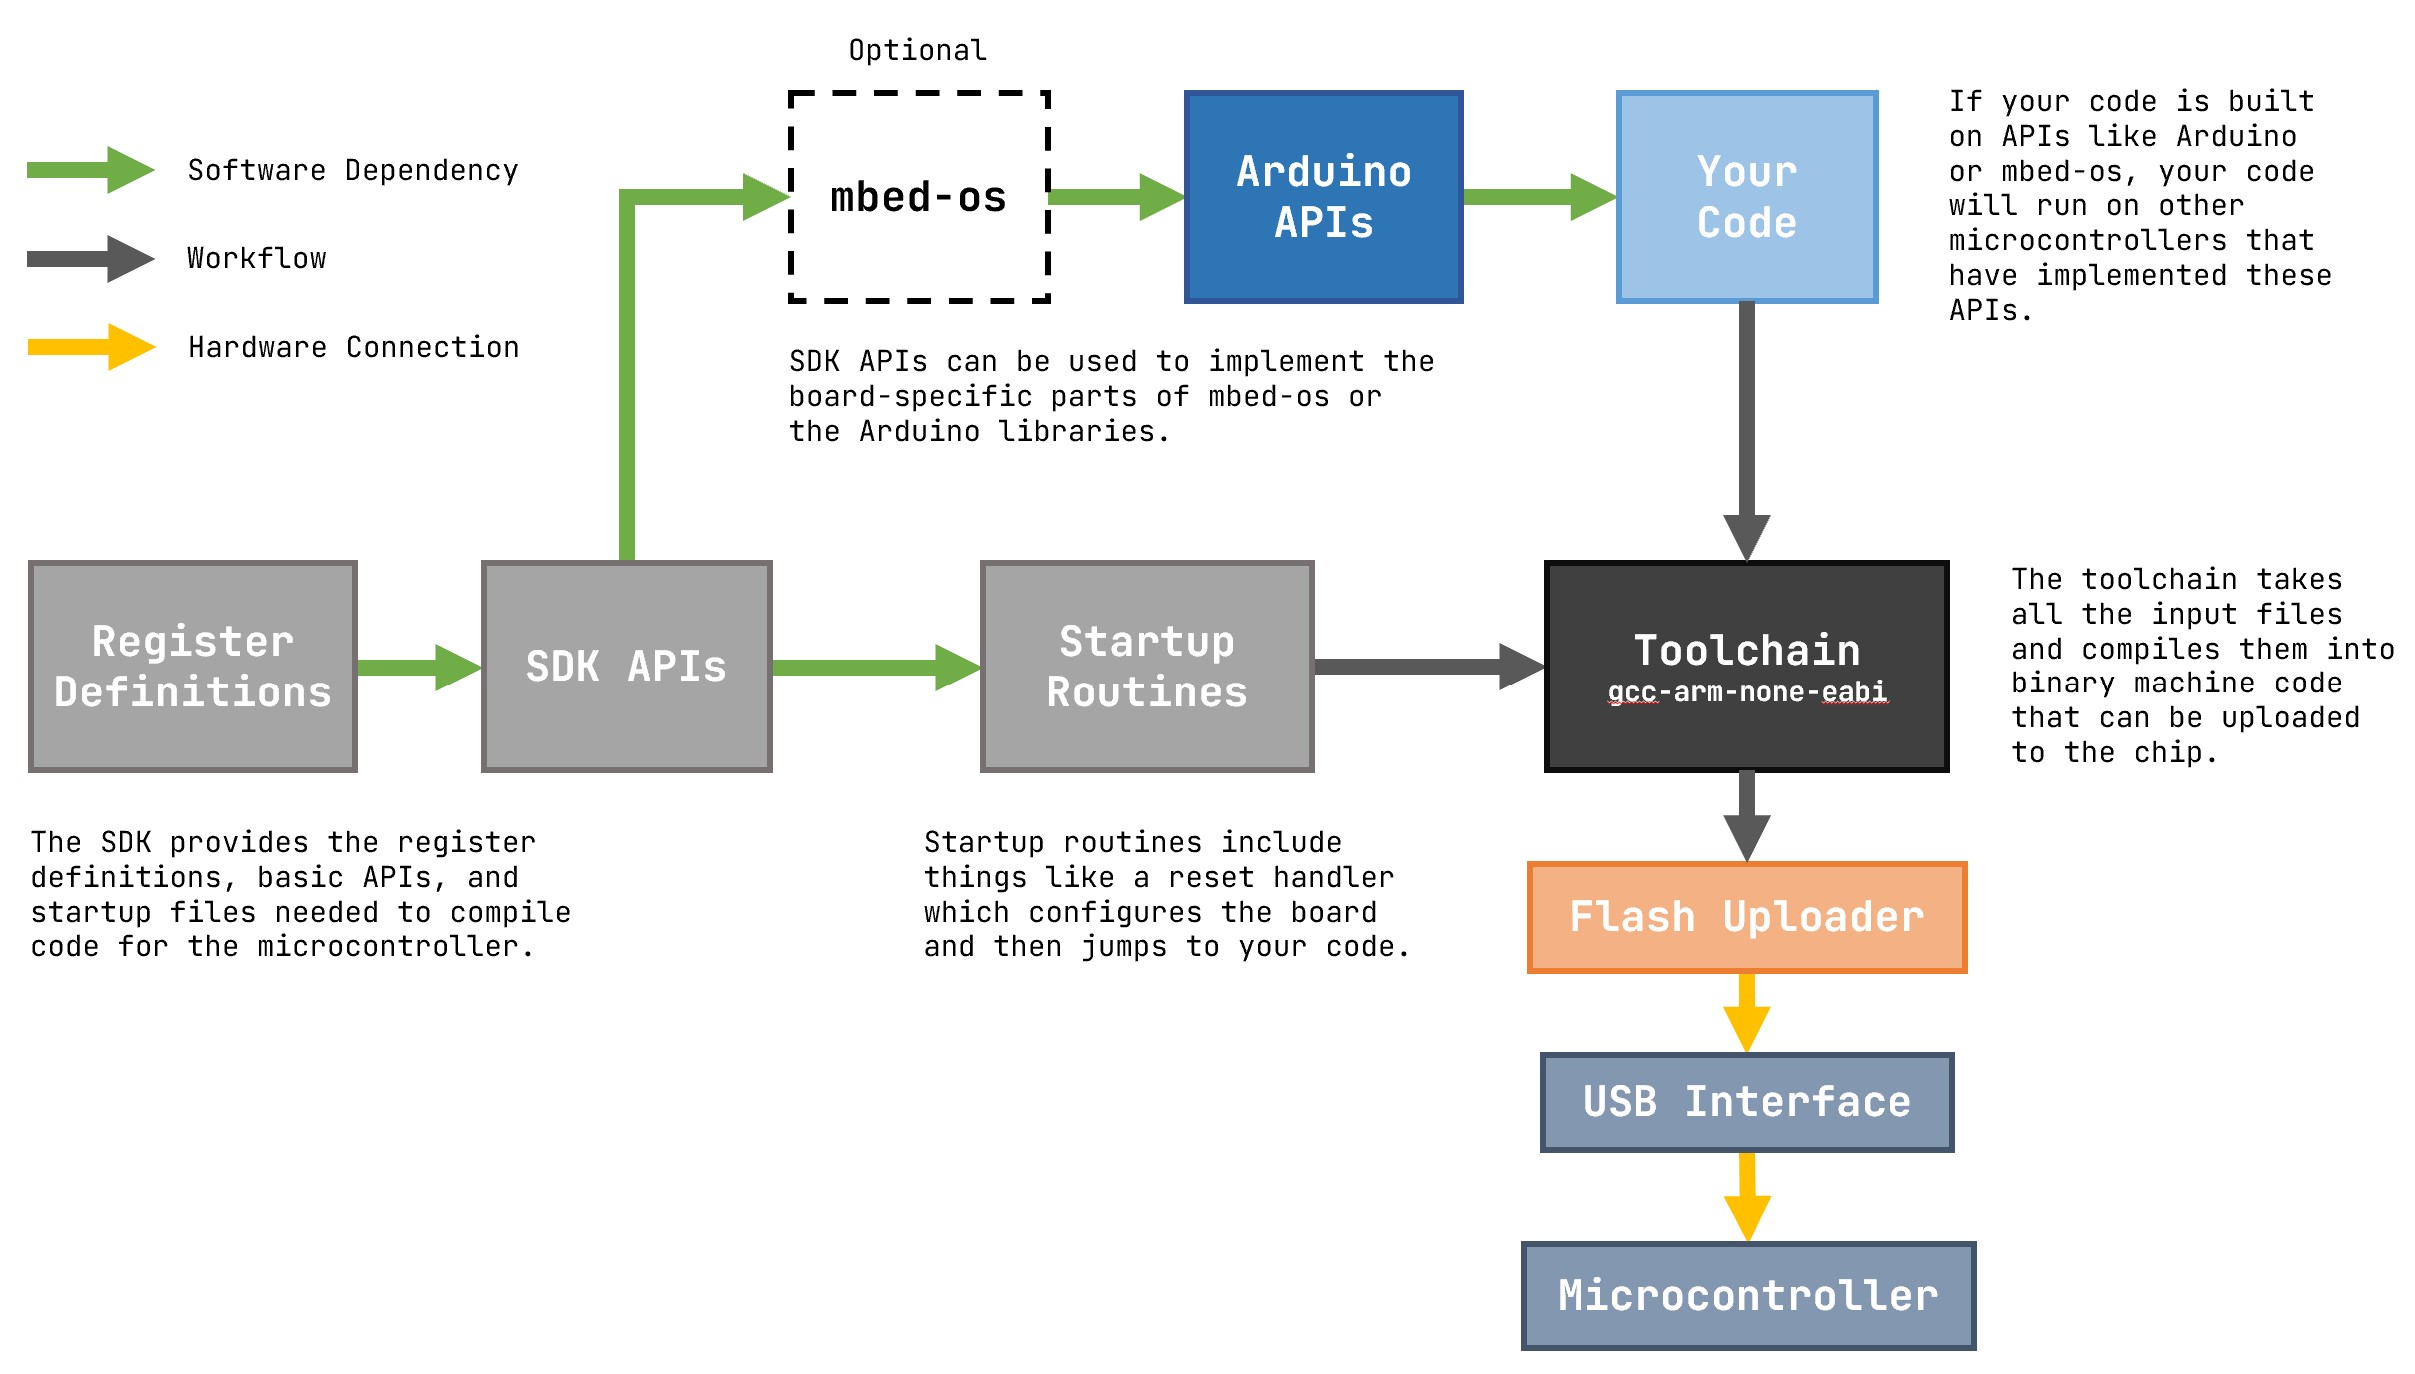 Optional
Software Dependency
Workflow
Hardware Connection
mbed-os
Arduino
APIs
Your
Code
If your code is built
on APIs like Arduino
or mbed-os, your code
will run on other
microcontrollers that
have implemented these
APIs.
SDK APIs can be used to implement the
board-specific parts of mbed-os or
the Arduino libraries.
Register
Definitions
SDK APIs
Startup
Routines
Toolchain
gcc-arm-none-eabi
The toolchain takes
all the input files
and compiles them into
binary machine code
that can be uploaded
to the chip.
The SDK provides the register
definitions, basic APIs, and
startup files needed to compile
code for the microcontroller.
Startup routines include
things like a reset handler
which configures the board
and then jumps to your code.
Flash Uploader
USB Interface
Microcontroller